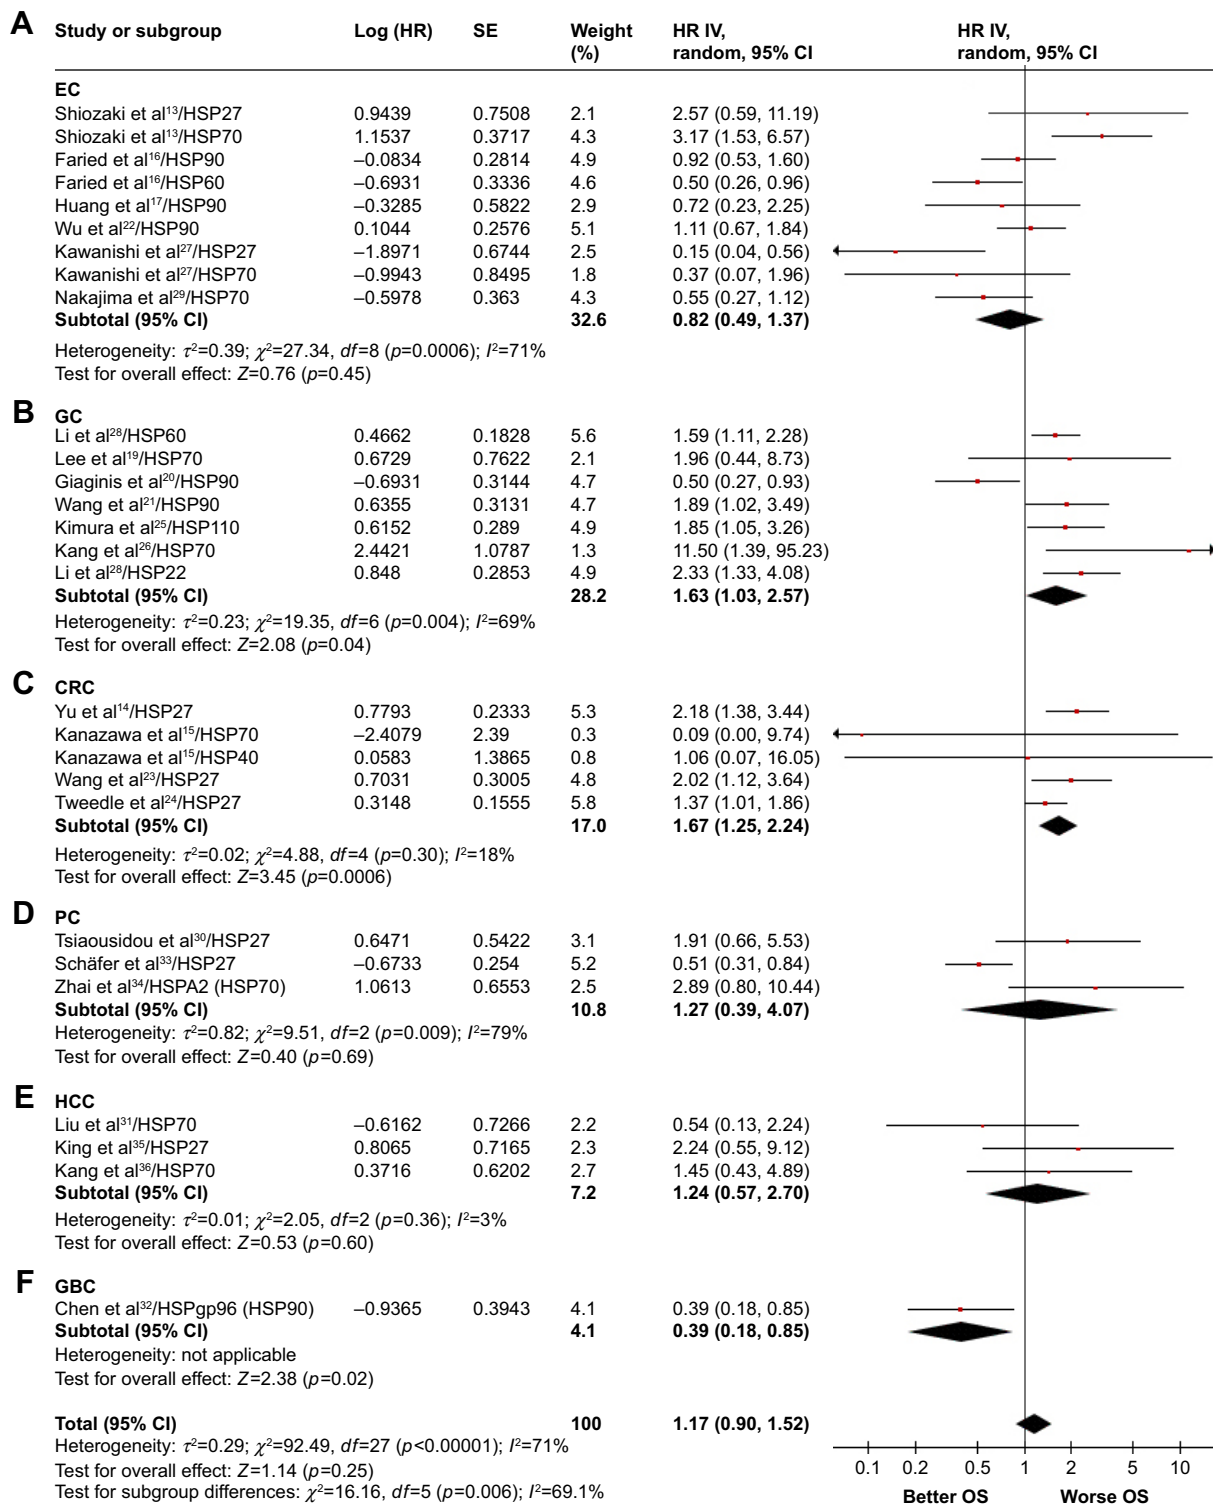 A Study or subgroup Log (HR) SE Weight (%) HR IV, random, 95% CI HR IV, random, 95% CI
EC
Shiozaki et al¹³/HSP27 0.9439 0.7508 2.1 2.57 (0.59, 11.19)
Shiozaki et al¹³/HSP70 1.1537 0.3717 4.3 3.17 (1.53, 6.57)
Faried et al¹⁶/HSP90 –0.0834 0.2814 4.9 0.92 (0.53, 1.60)
Faried et al¹⁶/HSP60 –0.6931 0.3336 4.6 0.50 (0.26, 0.96)
Huang et al¹⁷/HSP90 –0.3285 0.5822 2.9 0.72 (0.23, 2.25)
Wu et al²²/HSP90 0.1044 0.2576 5.1 1.11 (0.67, 1.84)
Kawanishi et al²⁷/HSP27 –1.8971 0.6744 2.5 0.15 (0.04, 0.56)
Kawanishi et al²⁷/HSP70 –0.9943 0.8495 1.8 0.37 (0.07, 1.96)
Nakajima et al²⁹/HSP70 –0.5978 0.363 4.3 0.55 (0.27, 1.12)
Subtotal (95% CI) 32.6 0.82 (0.49, 1.37)
Heterogeneity: τ²=0.39; χ²=27.34, df=8 (p=0.0006); I²=71%
Test for overall effect: Z=0.76 (p=0.45)
B GC
Li et al²⁸/HSP60 0.4662 0.1828 5.6 1.59 (1.11, 2.28)
Lee et al¹⁹/HSP70 0.6729 0.7622 2.1 1.96 (0.44, 8.73)
Giaginis et al²⁰/HSP90 –0.6931 0.3144 4.7 0.50 (0.27, 0.93)
Wang et al²¹/HSP90 0.6355 0.3131 4.7 1.89 (1.02, 3.49)
Kimura et al²⁵/HSP110 0.6152 0.289 4.9 1.85 (1.05, 3.26)
Kang et al²⁶/HSP70 2.4421 1.0787 1.3 11.50 (1.39, 95.23)
Li et al²⁸/HSP22 0.848 0.2853 4.9 2.33 (1.33, 4.08)
Subtotal (95% CI) 28.2 1.63 (1.03, 2.57)
Heterogeneity: τ²=0.23; χ²=19.35, df=6 (p=0.004); I²=69%
Test for overall effect: Z=2.08 (p=0.04)
C CRC
Yu et al¹⁴/HSP27 0.7793 0.2333 5.3 2.18 (1.38, 3.44)
Kanazawa et al¹⁵/HSP70 –2.4079 2.39 0.3 0.09 (0.00, 9.74)
Kanazawa et al¹⁵/HSP40 0.0583 1.3865 0.8 1.06 (0.07, 16.05)
Wang et al²³/HSP27 0.7031 0.3005 4.8 2.02 (1.12, 3.64)
Tweedle et al²⁴/HSP27 0.3148 0.1555 5.8 1.37 (1.01, 1.86)
Subtotal (95% CI) 17.0 1.67 (1.25, 2.24)
Heterogeneity: τ²=0.02; χ²=4.88, df=4 (p=0.30); I²=18%
Test for overall effect: Z=3.45 (p=0.0006)
D PC
Tsiaousidou et al³⁰/HSP27 0.6471 0.5422 3.1 1.91 (0.66, 5.53)
Schäfer et al³³/HSP27 –0.6733 0.254 5.2 0.51 (0.31, 0.84)
Zhai et al³⁴/HSPA2 (HSP70) 1.0613 0.6553 2.5 2.89 (0.80, 10.44)
Subtotal (95% CI) 10.8 1.27 (0.39, 4.07)
Heterogeneity: τ²=0.82; χ²=9.51, df=2 (p=0.009); I²=79%
Test for overall effect: Z=0.40 (p=0.69)
E HCC
Liu et al³¹/HSP70 –0.6162 0.7266 2.2 0.54 (0.13, 2.24)
King et al³⁵/HSP27 0.8065 0.7165 2.3 2.24 (0.55, 9.12)
Kang et al³⁶/HSP70 0.3716 0.6202 2.7 1.45 (0.43, 4.89)
Subtotal (95% CI) 7.2 1.24 (0.57, 2.70)
Heterogeneity: τ²=0.01; χ²=2.05, df=2 (p=0.36); I²=3%
Test for overall effect: Z=0.53 (p=0.60)
F GBC
Chen et al³²/HSPgp96 (HSP90) –0.9365 0.3943 4.1 0.39 (0.18, 0.85)
Subtotal (95% CI) 4.1 0.39 (0.18, 0.85)
Heterogeneity: not applicable
Test for overall effect: Z=2.38 (p=0.02)
Total (95% CI) 100 1.17 (0.90, 1.52)
Heterogeneity: τ²=0.29; χ²=92.49, df=27 (p<0.00001); I²=71%
Test for overall effect: Z=1.14 (p=0.25)
Test for subgroup differences: χ²=16.16, df=5 (p=0.006); I²=69.1%
0.1 0.2 0.5 1 2 5 10
Better OS Worse OS